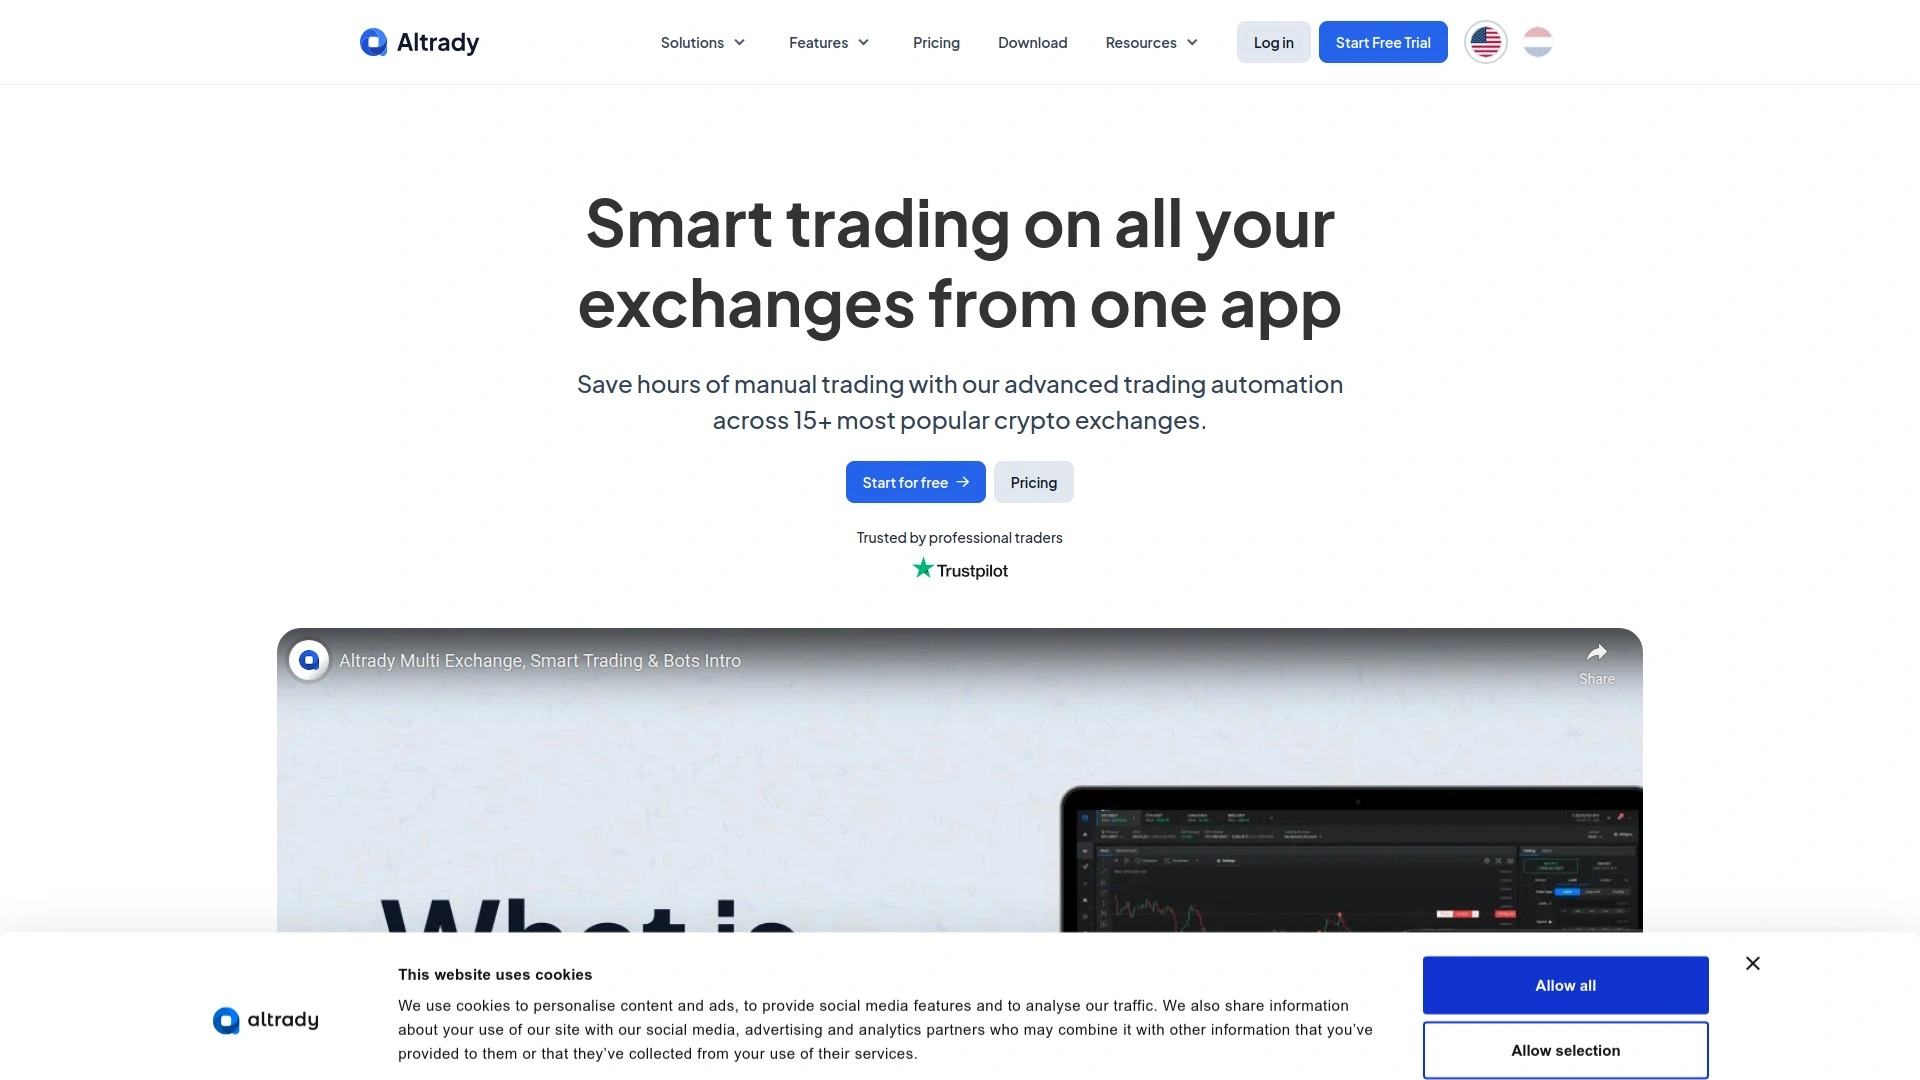 Altrady
Solutions
Features
Pricing
Download
Resources
Log in
Start Free Trial
Smart trading on all your
exchanges from one app
Save hours of manual trading with our advanced trading automation
across 15+ most popular crypto exchanges.
Start for free
Pricing
Trusted by professional traders
Trustpilot
Altrady Multi Exchange, Smart Trading & Bots Intro
Share
What is
altrady
This website uses cookies
We use cookies to personalise content and ads, to provide social media features and to analyse our traffic. We also share information
about your use of our site with our social media, advertising and analytics partners who may combine it with other information that you’ve
provided to them or that they’ve collected from your use of their services.
Allow all
Allow selection